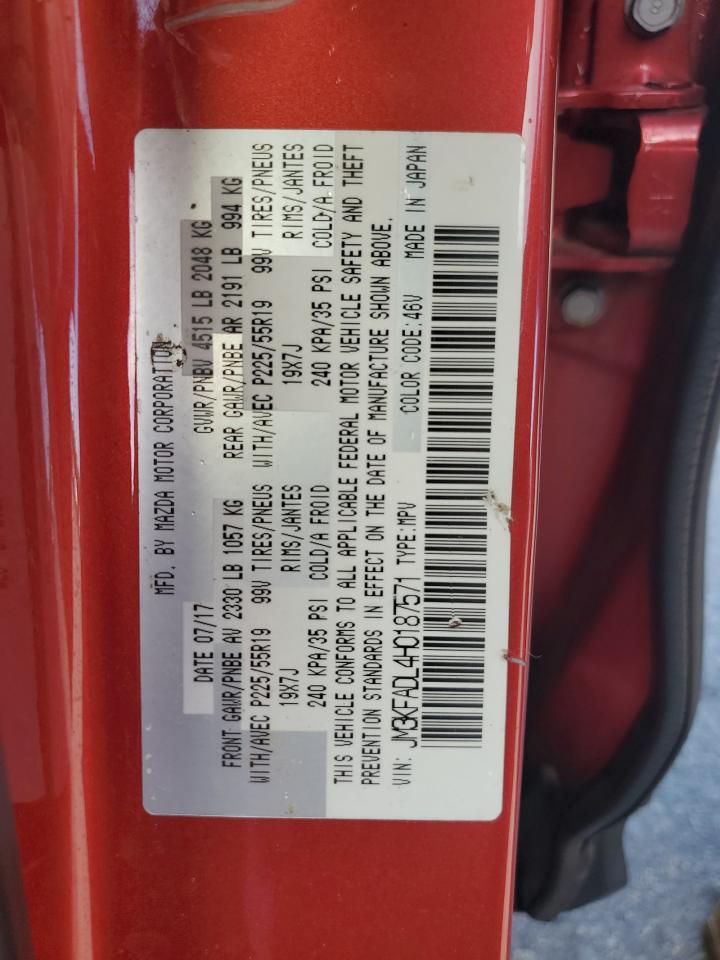 MFD. BY MAZDA MOTOR CORPORATION
DATE 07/17 GVWR/PNBV 4515 LB 2048 KG
FRONT GAWR/PNBE AV 2330 LB 1057 KG REAR GAWR/PNBE AR 2191 LB 994 KG
WITH/AVEC P225/55R19 99V TIRES/PNEUS WITH/AVEC P225/55R19 99V TIRES/PNEUS
19X7J RIMS/JANTES 19X7J RIMS/JANTES
240 KPA/35 PSI COLD/A FROID 240 KPA/35 PSI COLD/A FROID
THIS VEHICLE CONFORMS TO ALL APPLICABLE FEDERAL MOTOR VEHICLE SAFETY AND THEFT
PREVENTION STANDARDS IN EFFECT ON THE DATE OF MANUFACTURE SHOWN ABOVE.
VIN: JM3KFADL4H0187571 TYPE:MPV COLOR CODE:46V MADE IN JAPAN